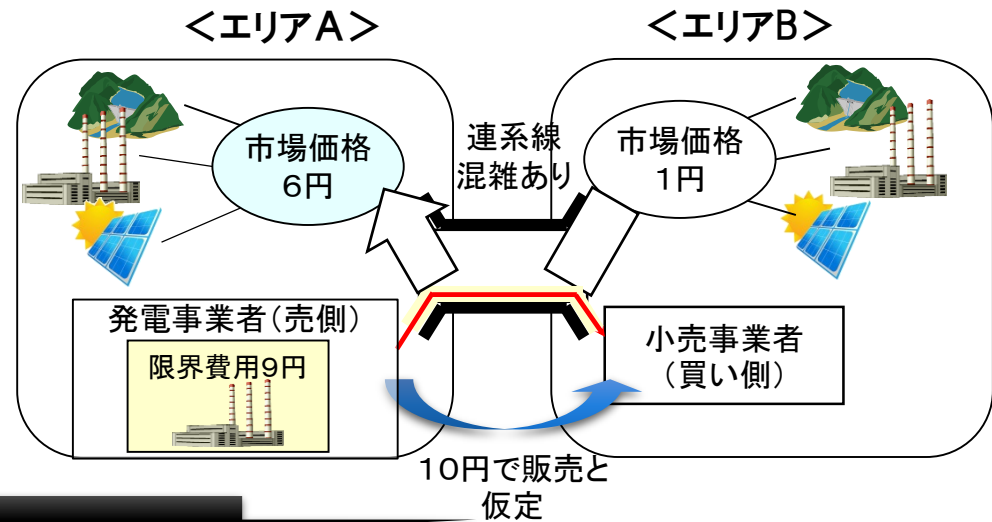 ＜エリアA＞
＜エリアB＞
市場価格
６円
連系線
混雑あり
市場価格
１円
発電事業者（売側）
限界費用９円
小売事業者
（買い側）
１０円で販売と
仮定